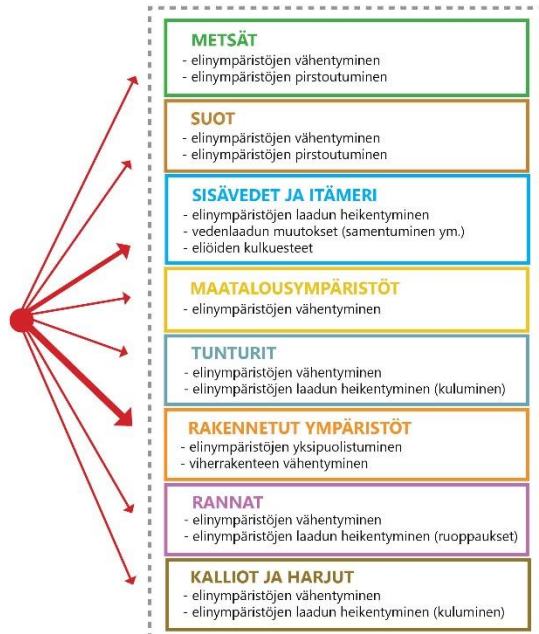 METSÄT
- elinympäristöjen vähentyminen
- elinympäristöjen pirstoutuminen
SUOT
- elinympäristöjen vähentyminen
- elinympäristöjen pirstoutuminen
SISÄVEDET JA ITÄMERI
- elinympäristöjen laadun heikentyminen
- vedenlaadun muutokset (samentuminen ym.)
- eliöiden kulkuesteet
MAATALOUSYMPÄRISTÖT
- elinympäristöjen vähentyminen
TUNTURIT
- elinympäristöjen vähentyminen
- elinympäristöjen laadun heikentyminen (kuluminen)
RAKENNETUT YMPÄRISTÖT
- elinympäristöjen yksipuolistuminen
- viherrakenteen vähentyminen
RANNAT
- elinympäristöjen vähentyminen
- elinympäristöjen laadun heikentyminen (ruoppaukset)
KALLIOT JA HARJUT
- elinympäristöjen vähentyminen
- elinympäristöjen laadun heikentyminen (kuluminen)